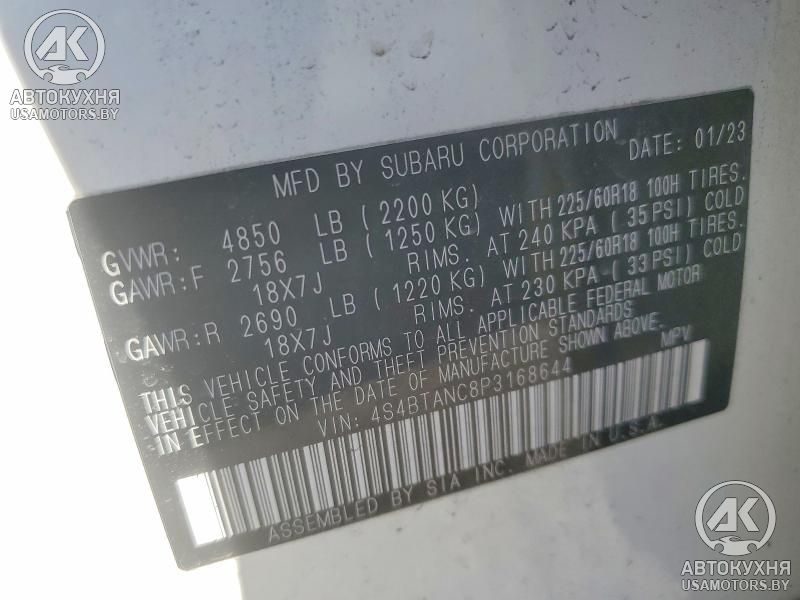 AK
АВТОКУХНЯ
USAMOTORS.BY
MFD BY SUBARU CORPORATION DATE: 01/23
GVWR: 4850 LB (2200 KG)
GAWR:F 2756 LB (1250 KG) WITH 225/60R18 100H TIRES.
18X7J RIMS. AT 240 KPA (35 PSI) COLD
GAWR:R 2690 LB (1220 KG) WITH 225/60R18 100H TIRES.
18X7J RIMS. AT 230 KPA (33 PSI) COLD
THIS VEHICLE CONFORMS TO ALL APPLICABLE FEDERAL MOTOR
VEHICLE SAFETY AND THEFT PREVENTION STANDARDS
IN EFFECT ON THE DATE OF MANUFACTURE SHOWN ABOVE.
VIN: 4S4BTANC8P3168644 MPV
ASSEMBLED BY SIA INC. MADE IN U.S.A.
AK
АВТОКУХНЯ
USAMOTORS.BY